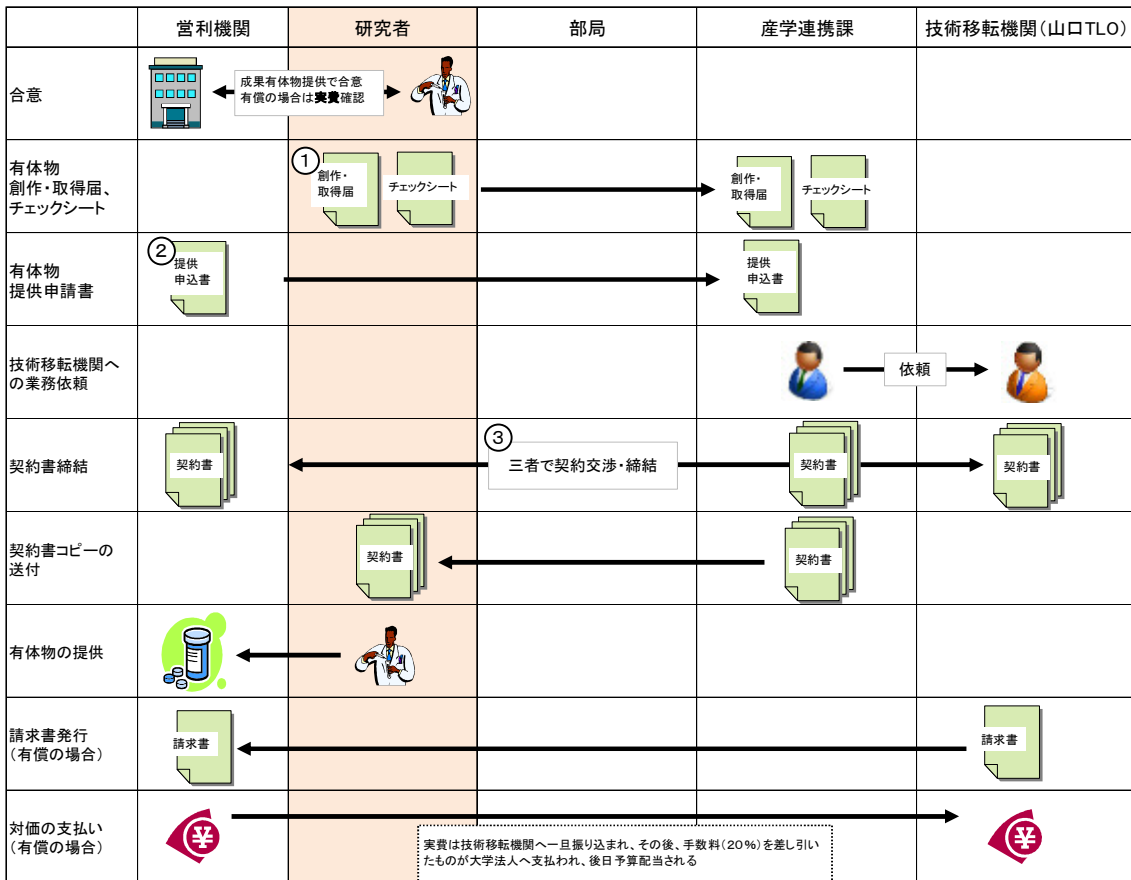 営利機関
研究者
部局
産学連携課
技術移転機関(山口TLO)
合意
成果有体物提供で合意
有償の場合は実費確認
有体物
創作・取得届、
チェックシート
①
創作・
取得届
チェックシート
創作・
取得届
チェックシート
有体物
提供申請書
②
提供
申込書
提供
申込書
技術移転機関へ
の業務依頼
依頼
契約書締結
契約書
③
三者で契約交渉・締結
契約書
契約書
契約書コピーの
送付
契約書
契約書
有体物の提供
請求書発行
(有償の場合)
請求書
請求書
対価の支払い
(有償の場合)
¥
¥
実費は技術移転機関へ一旦振り込まれ、その後、手数料(20%)を差し引い
たものが大学法人へ支払われ、後日予算配当される